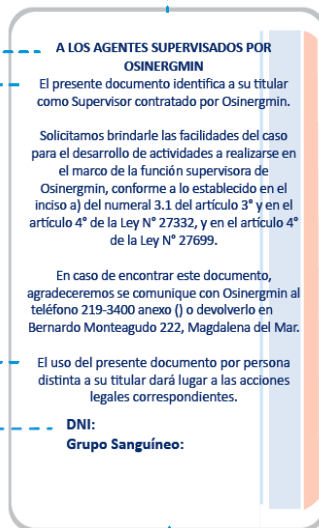 A LOS AGENTES SUPERVISADOS POR
OSINERGMIN
El presente documento identifica a su titular
como Supervisor contratado por Osinergmin.
Solicitamos brindarle las facilidades del caso
para el desarrollo de actividades a realizarse en
el marco de la función supervisora de
Osinergmin, conforme a lo establecido en el
inciso a) del numeral 3.1 del artículo 3° y en el
artículo 4° de la Ley N° 27332, y en el artículo 4°
de la Ley N° 27699.
En caso de encontrar este documento,
agradeceremos se comunique con Osinergmin al
teléfono 219-3400 anexo () o devolverlo en
Bernardo Monteagudo 222, Magdalena del Mar.
El uso del presente documento por persona
distinta a su titular dará lugar a las acciones
legales correspondientes.
DNI:
Grupo Sanguíneo: